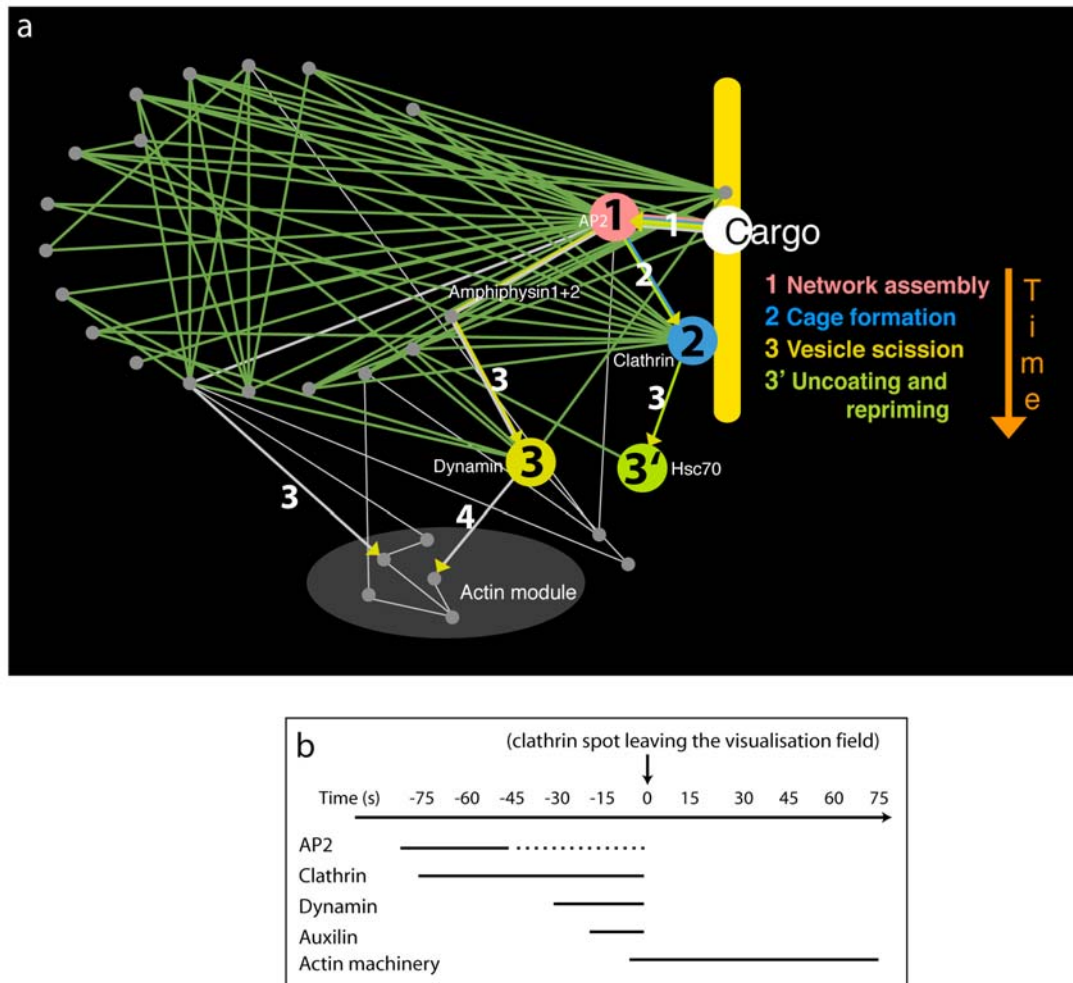 a
1
AP2
1
Cargo
2
Amphiphysin1+2
1 Network assembly
2 Cage formation
3 Vesicle scission
3' Uncoating and
repriming
Time
2
Clathrin
3
3
Dynamin
3
3'
Hsc70
3
4
Actin module
b
(clathrin spot leaving the visualisation field)
Time (s) -75 -60 -45 -30 -15 0 15 30 45 60 75
AP2
Clathrin
Dynamin
Auxilin
Actin machinery